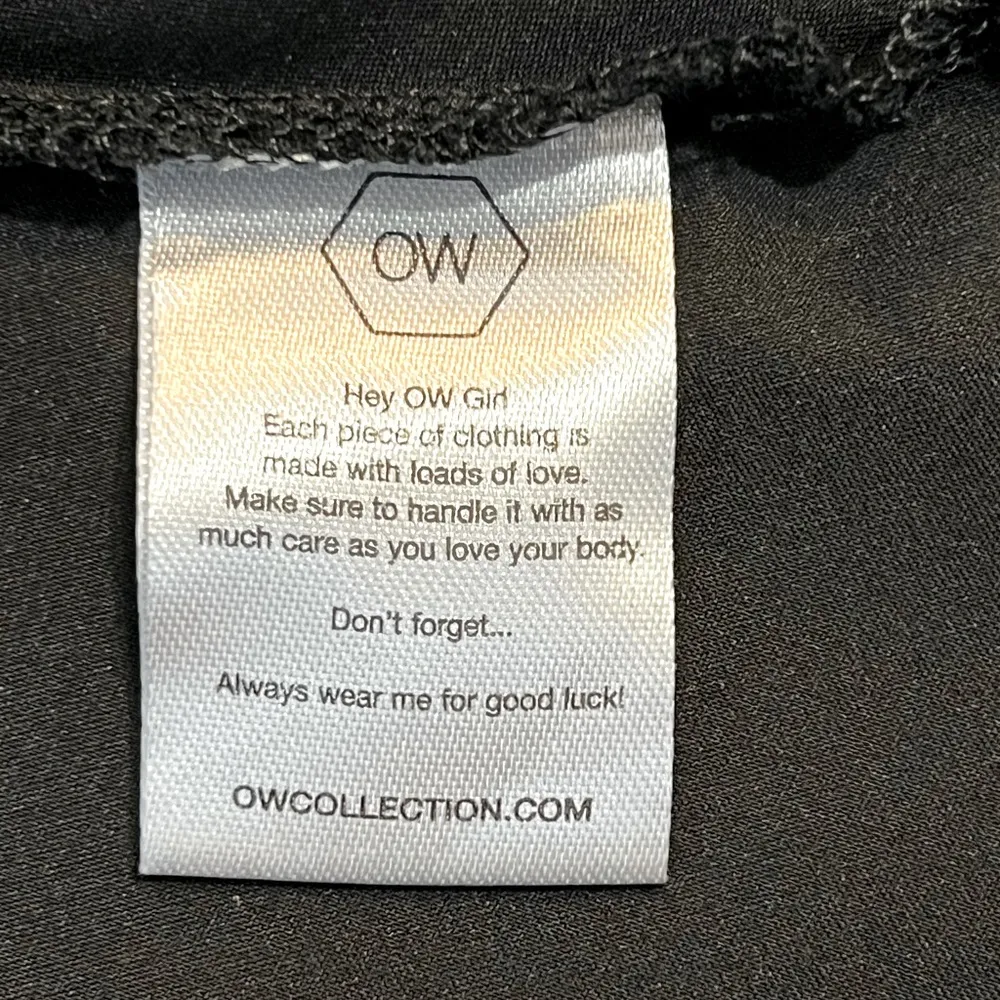 OW
Hey OW Girl
Each piece of clothing is
made with loads of love.
Make sure to handle it with as
much care as you love your body.
Don't forget...
Always wear me for good luck!
OWCOLLECTION.COM